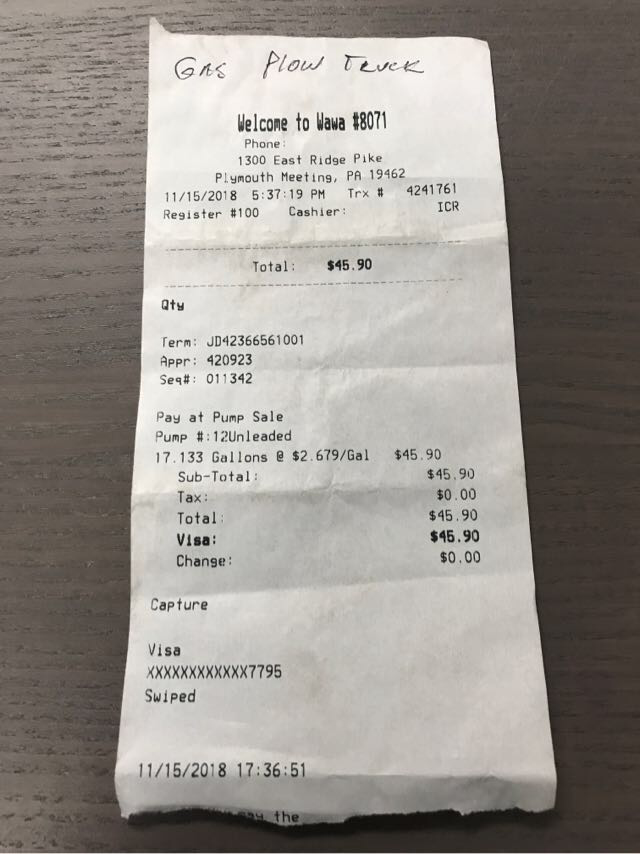 Gas Plow Truck
Welcome to Wawa #8071
Phone:
1300 East Ridge Pike
Plymouth Meeting, PA 19462
11/15/2018 5:37:19 PM Trx # 4241761
Register #100 Cashier: ICR
Total: $45.90
Qty
Term: JD42366561001
Appr: 420923
Seq#: 011342
Pay at Pump Sale
Pump #:12Unleaded
17.133 Gallons @ $2.679/Gal $45.90
Sub-Total: $45.90
Tax: $0.00
Total: $45.90
Visa: $45.90
Change: $0.00
Capture
Visa
XXXXXXXXXXXX7795
Swiped
11/15/2018 17:36:51
the